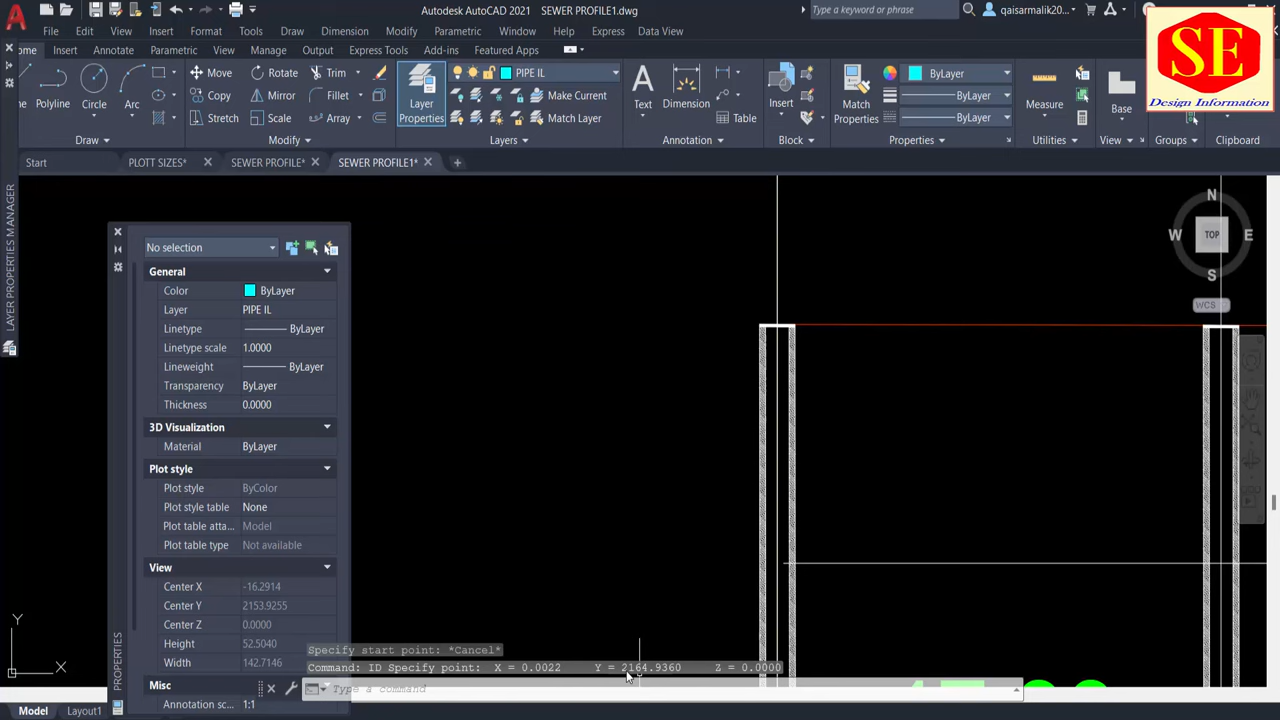 Autodesk AutoCAD 2021 SEWER PROFILE1.dwg
Type a keyword or phrase
qaisarmalik20...
File Edit View Insert Format Tools Draw Dimension Modify Parametric Window Help Express Data View
Insert Annotate Parametric View Manage Output Express Tools Add-ins Featured Apps
Polyline Circle Arc
Move Rotate Trim
Copy Mirror Fillet
Stretch Scale Array
Layer
Properties
PIPE IL
Make Current
Match Layer
Text Dimension
Table
Insert
Match
Properties
ByLayer
ByLayer
ByLayer
Measure
Base
Draw Modify Layers Annotation Block Properties Groups Utilities View Clipboard
SE
Design Information
Start PLOTT SIZES* SEWER PROFILE* SEWER PROFILE1*
LAYER PROPERTIES MANAGER
N
W TOP E
S
WCS
No selection
General
Color ByLayer
Layer PIPE IL
Linetype ByLayer
Linetype scale 1.0000
Lineweight ByLayer
Transparency ByLayer
Thickness 0.0000
3D Visualization
Material ByLayer
Plot style
Plot style ByColor
Plot style table None
Plot table atta... Model
Plot table type Not available
View
Center X -16.2914
Center Y 2153.9255
Center Z 0.0000
Height 52.5040
Width 142.7146
Misc
Annotation sc... 1:1
PROPERTIES
Specify start point: *Cancel*
Command: ID Specify point: X = 0.0022 Y = 2164.9360 Z = 0.0000
Type a command
Y
X
Model Layout1